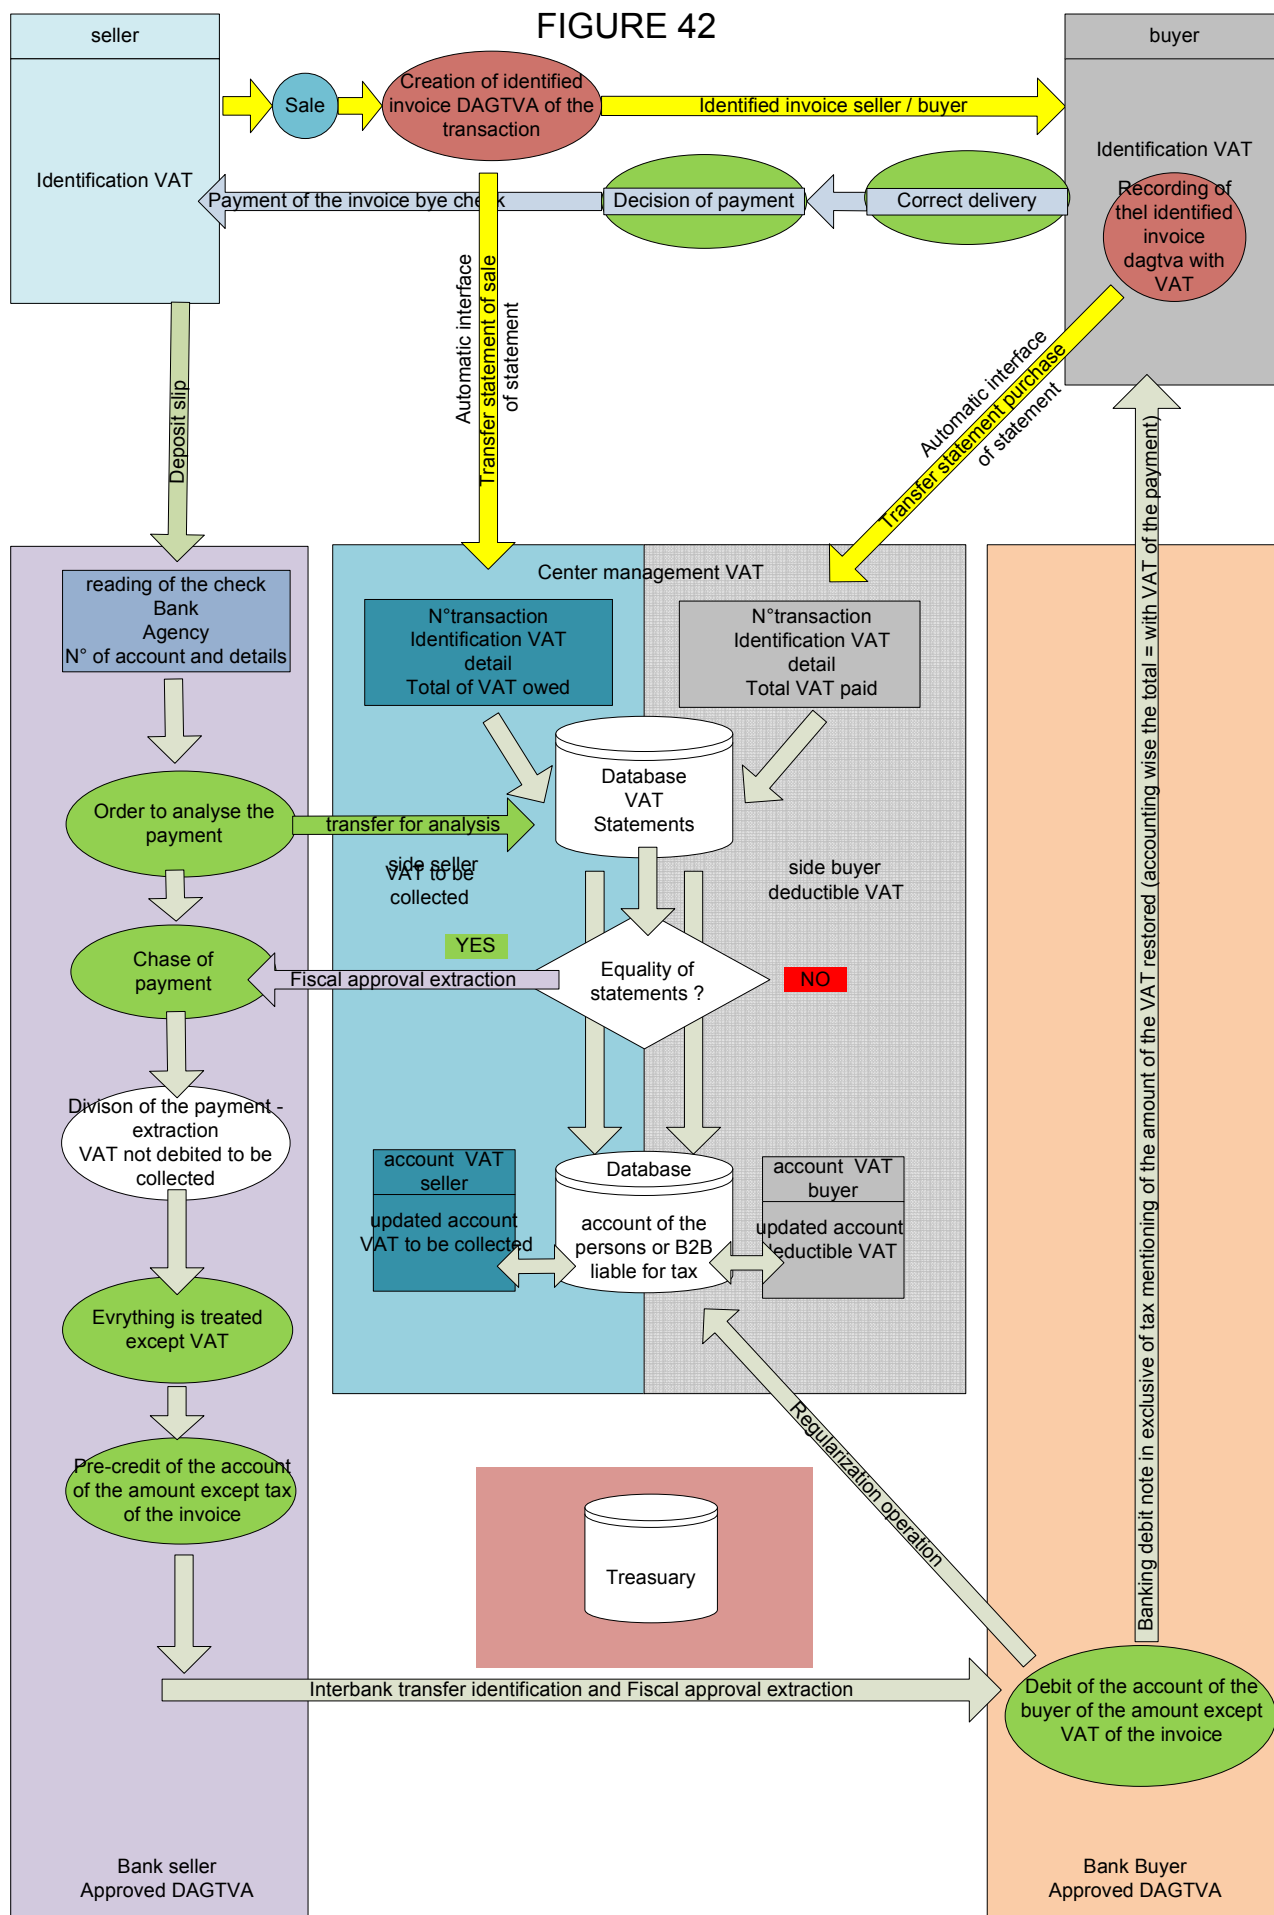 FIGURE 42
seller
Identification VAT
Sale
Creation of identified
invoice DAGTVA of the
transaction
Identified invoice seller / buyer
buyer
Identification VAT
Recording of
thel identified
invoice
dagtva with
VAT
Correct delivery
Decision of payment
Payment of the invoice bye check
Deposit slip
Automatic interface
Transfer statement of sale
of statement
Automatic interface
Transfer statement purchase
of statement
Banking debit note in exclusive of tax mentioning of the amount of the VAT restored (accounting wise the total = with VAT of the payment)
reading of the check
Bank
Agency
N° of account and details
Order to analyse the
payment
transfer for analysis
Chase of
payment
Fiscal approval extraction
Divison of the payment -
extraction
VAT not debited to be
collected
Evrything is treated
except VAT
Pre-credit of the account
of the amount except tax
of the invoice
Bank seller
Approved DAGTVA
Center management VAT
N°transaction
Identification VAT
detail
Total of VAT owed
N°transaction
Identification VAT
detail
Total VAT paid
Database
VAT
Statements
side seller
VAT to be
collected
side buyer
deductible VAT
YES
Equality of
statements ?
NO
account  VAT
seller
updated account
VAT to be collected
Database
account of the
persons or B2B
liable for tax
account  VAT
buyer
updated account
deductible VAT
Regularization operation
Treasuary
Interbank transfer identification and Fiscal approval extraction
Debit of the account of the
buyer of the amount except
VAT of the invoice
Bank Buyer
Approved DAGTVA